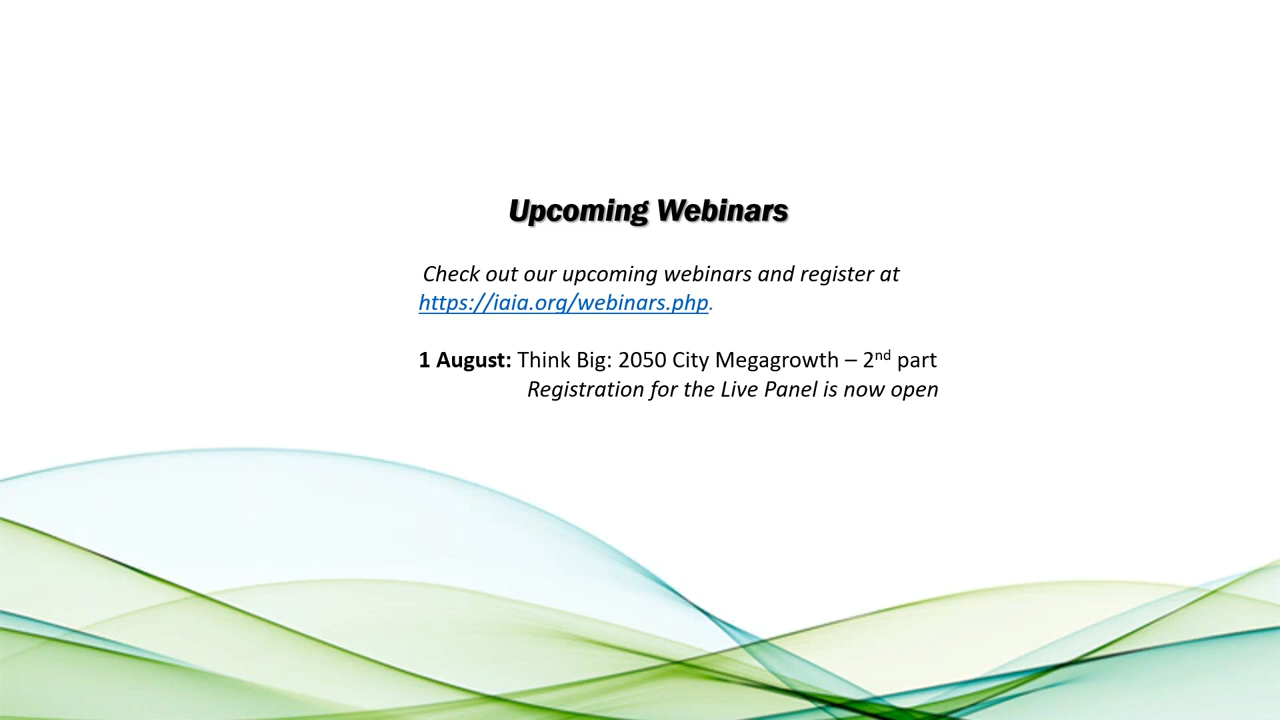 Upcoming Webinars
Check out our upcoming webinars and register at
https://iaia.org/webinars.php.
1 August: Think Big: 2050 City Megagrowth – 2nd part
Registration for the Live Panel is now open